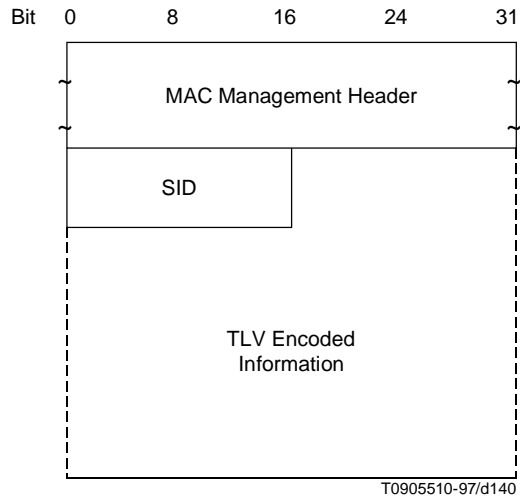 Bit 0 8 16 24 31
MAC Management Header
SID
TLV Encoded
Information
T0905510-97/d140